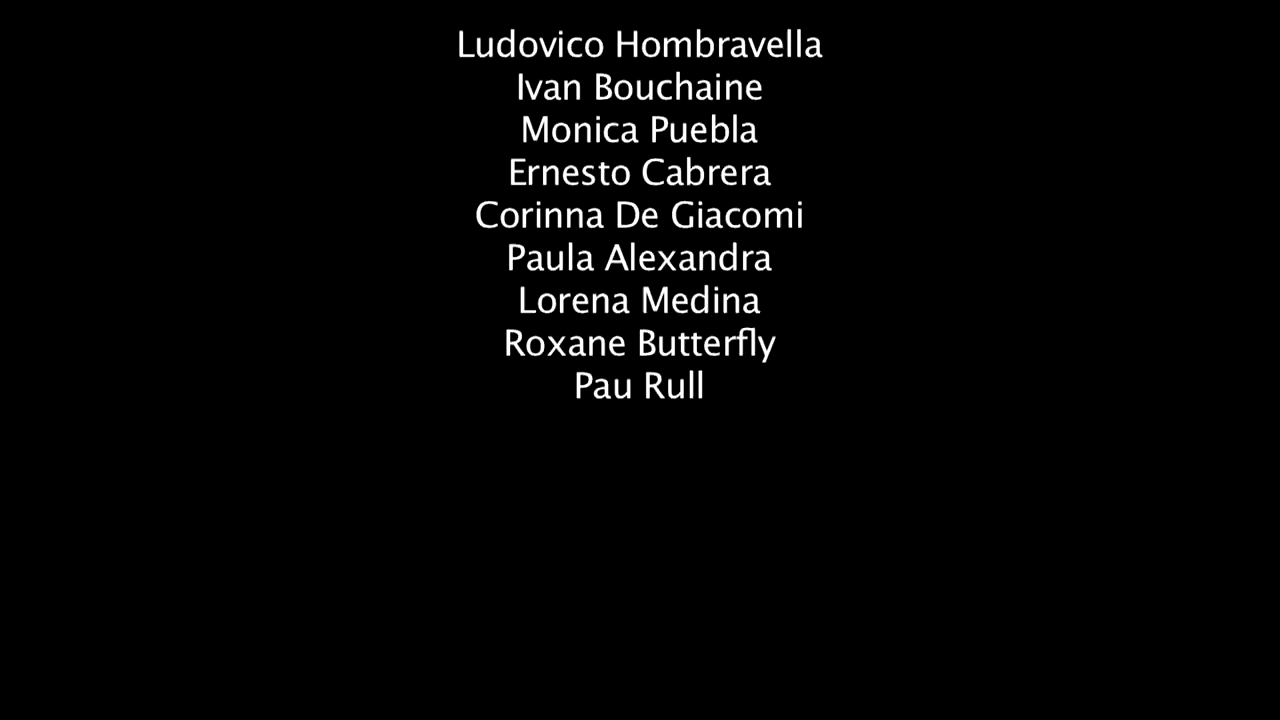 Ludovico Hombravella
Ivan Bouchaine
Monica Puebla
Ernesto Cabrera
Corinna De Giacomi
Paula Alexandra
Lorena Medina
Roxane Butterfly
Pau Rull